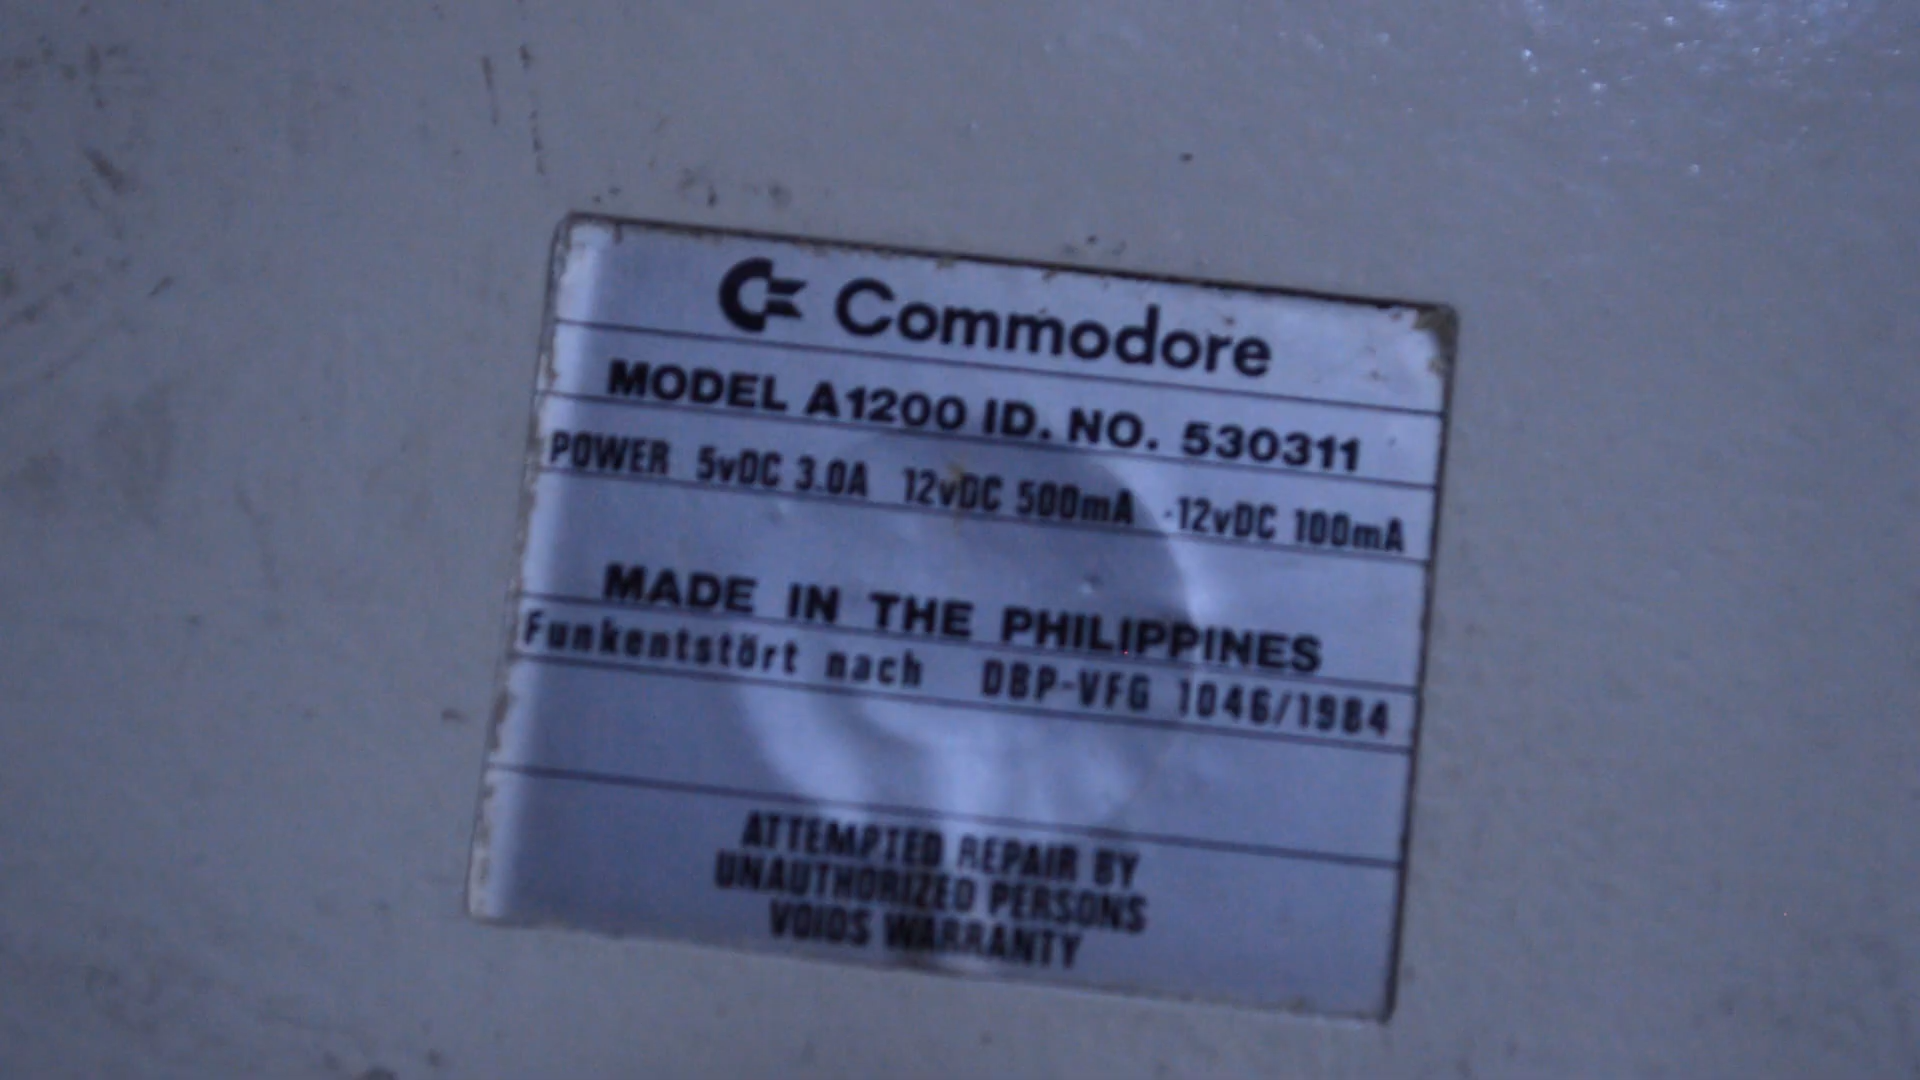 Commodore
MODEL A1200 ID. NO. 530311
POWER 5vDC 3.0A 12vDC 500mA -12vDC 100mA
MADE IN THE PHILIPPINES
Funkentstört nach DBP-VFG 1046/1984
ATTEMPTED REPAIR BY
UNAUTHORIZED PERSONS
VOIDS WARRANTY